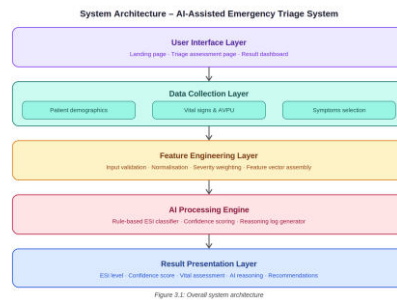 System Architecture – AI-Assisted Emergency Triage System
User Interface Layer
Landing page · Triage assessment page · Result dashboard
Data Collection Layer
Patient demographics
Vital signs & AVPU
Symptoms selection
Feature Engineering Layer
Input validation · Normalisation · Severity weighting · Feature vector assembly
AI Processing Engine
Rule-based ESI classifier · Confidence scoring · Reasoning log generator
Result Presentation Layer
ESI level · Confidence score · Vital assessment · AI reasoning · Recommendations
Figure 3.1: Overall system architecture